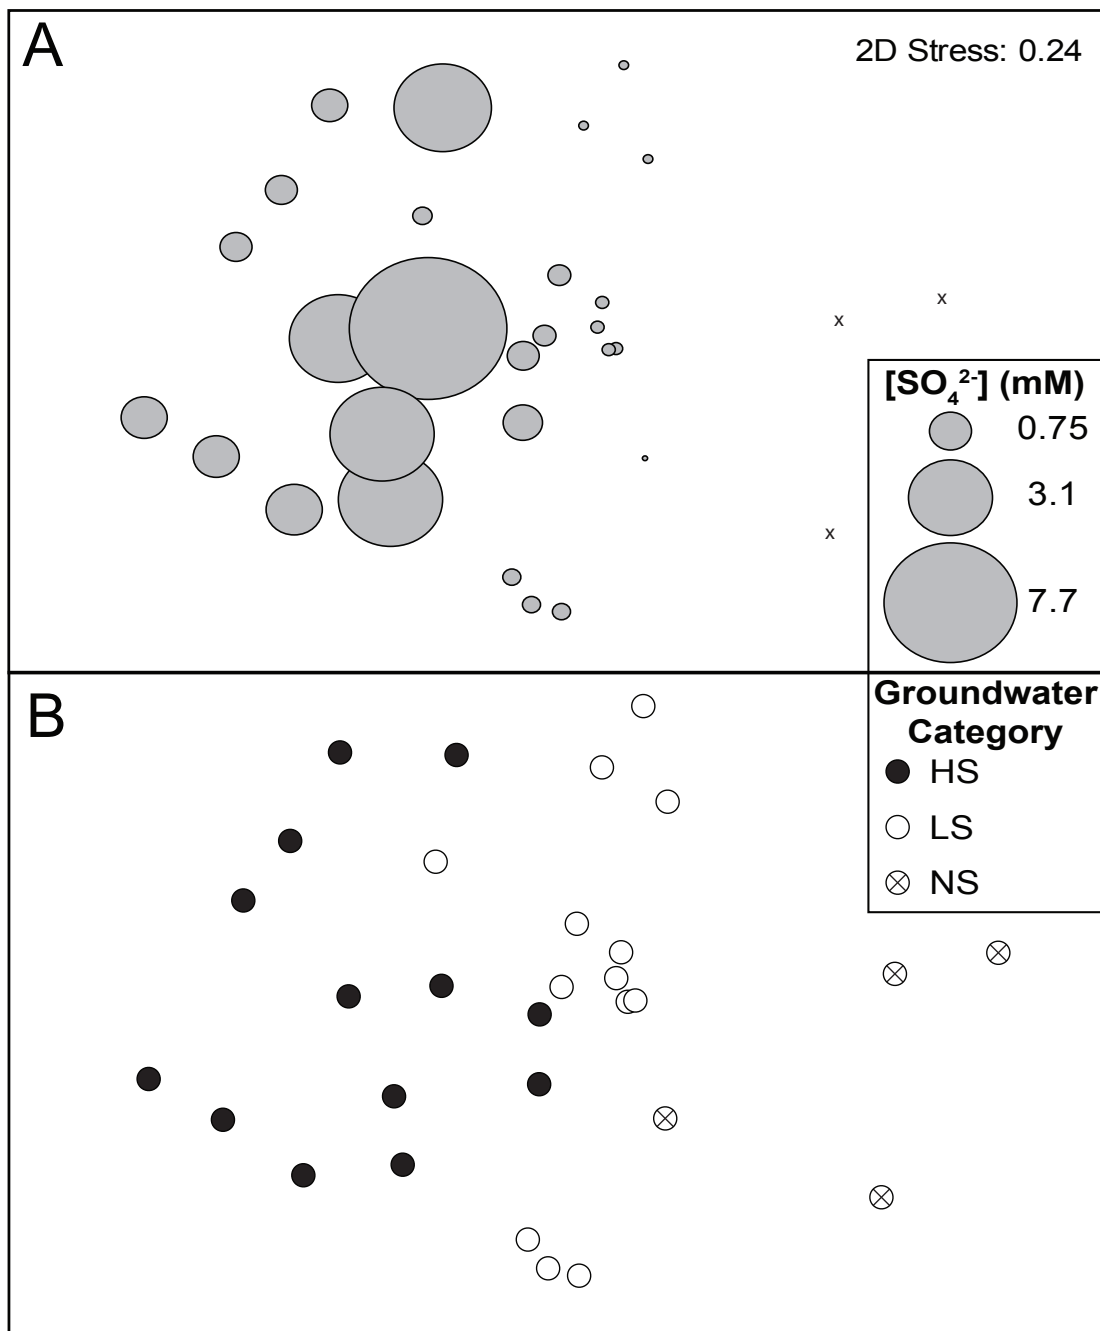 A
2D Stress: 0.24
x
x
[SO₄²⁻] (mM)
0.75
3.1
x
7.7
B
Groundwater
Category
HS
LS
NS